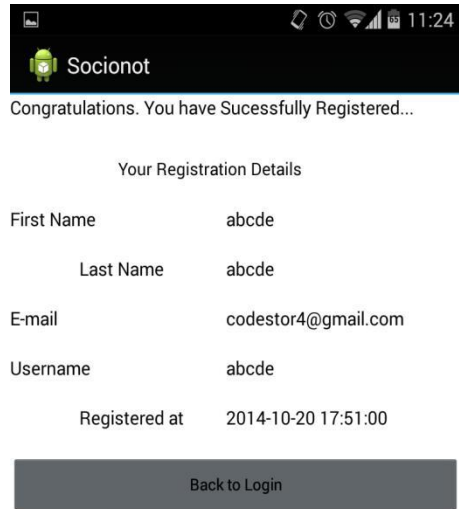 65 11:24
Socionot
Congratulations. You have Sucessfully Registered...
Your Registration Details
First Name abcde
Last Name abcde
E-mail codestor4@gmail.com
Username abcde
Registered at 2014-10-20 17:51:00
Back to Login